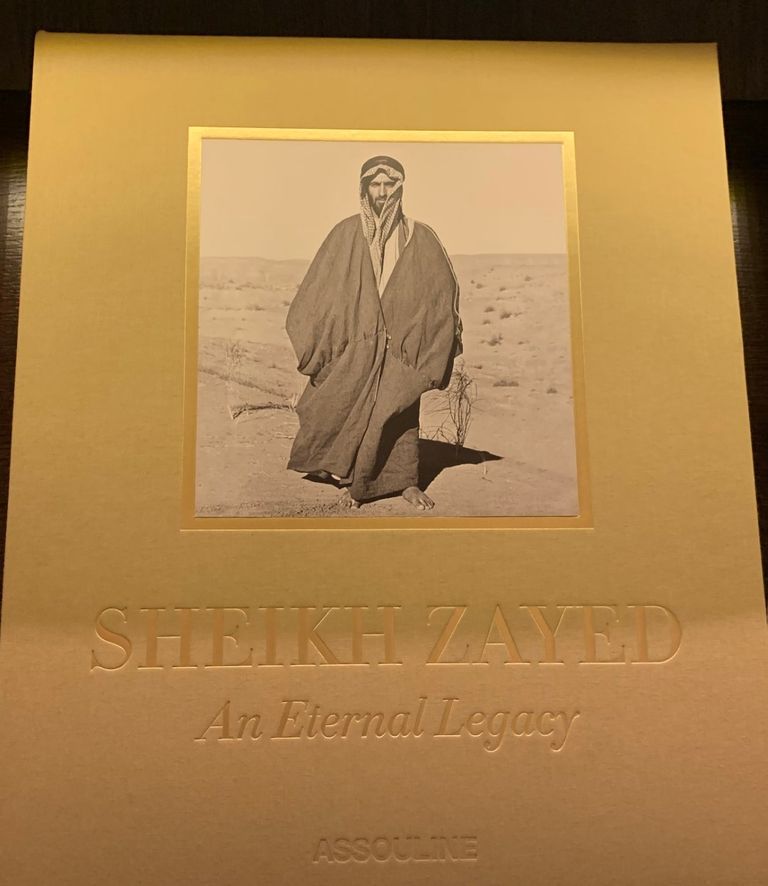 SHEIKH ZAYED
An Eternal Legacy
ASSOULINE